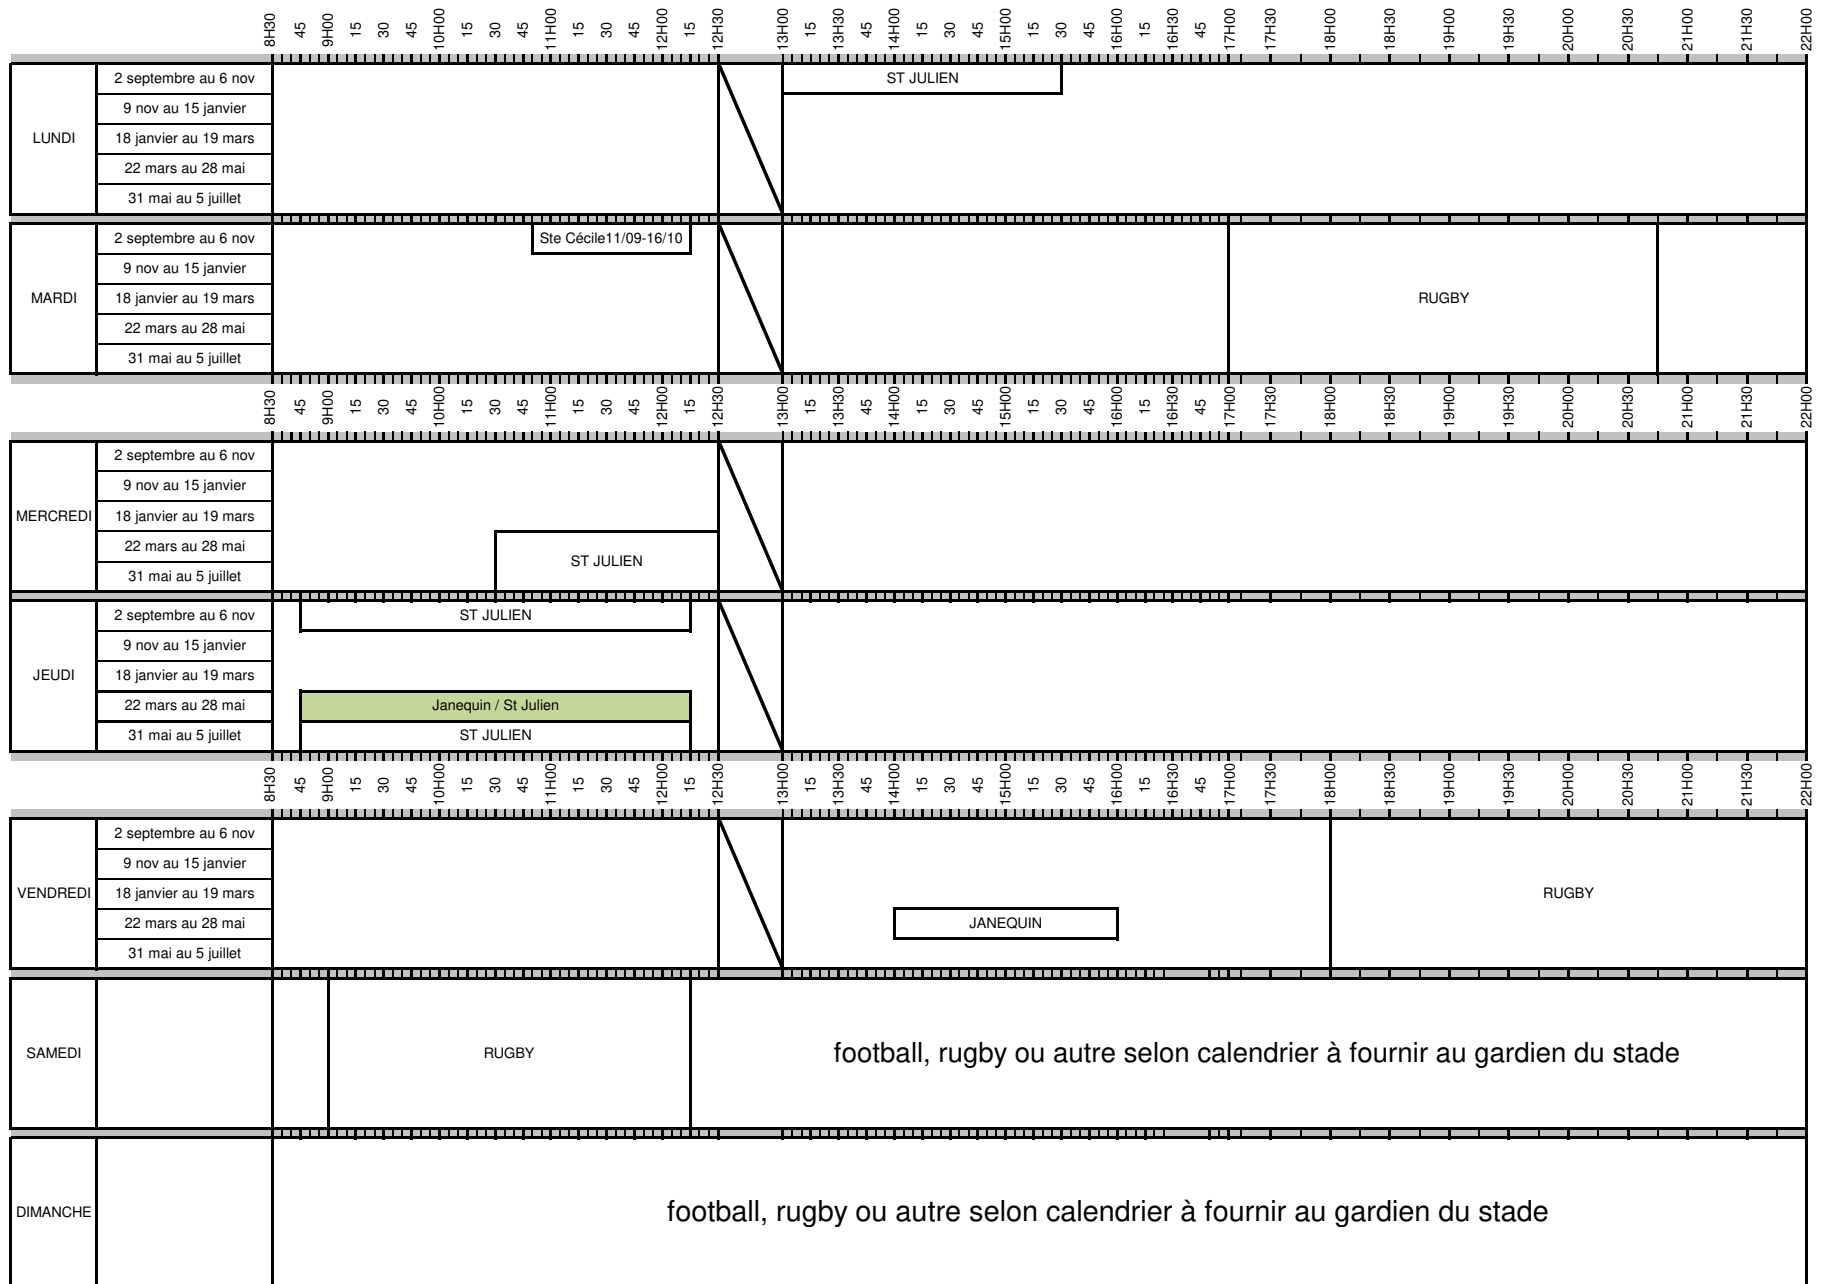 8H30 45 9H00 15 30 45 10H00 15 30 45 11H00 15 30 45 12H00 15 12H30 13H00 15 13H30 45 14H00 30 45 15H00 15 30 45 16H00 15 16H30 45 17H00 17H30 18H00 18H30 19H00 19H30 20H00 20H30 21H00 21H30 22H00
LUNDI
2 septembre au 6 nov ST JULIEN
9 nov au 15 janvier
18 janvier au 19 mars
22 mars au 28 mai
31 mai au 5 juillet
MARDI
2 septembre au 6 nov Ste Cécile11/09-16/10
9 nov au 15 janvier
18 janvier au 19 mars RUGBY
22 mars au 28 mai
31 mai au 5 juillet
8H30 45 9H00 15 30 45 10H00 15 30 45 11H00 15 30 45 12H00 15 12H30 13H00 15 13H30 45 14H00 15 30 45 15H00 15 30 45 16H00 15 16H30 45 17H00 17H30 18H00 18H30 19H00 19H30 20H00 20H30 21H00 21H30 22H00
MERCREDI
2 septembre au 6 nov
9 nov au 15 janvier
18 janvier au 19 mars
22 mars au 28 mai
ST JULIEN
31 mai au 5 juillet
JEUDI
2 septembre au 6 nov ST JULIEN
9 nov au 15 janvier
18 janvier au 19 mars
22 mars au 28 mai Janequin / St Julien
31 mai au 5 juillet ST JULIEN
8H30 45 9H00 15 30 45 10H00 15 30 45 11H00 15 30 45 12H00 15 12H30 13H00 15 13H30 45 14H00 15 30 45 15H00 15 30 45 16H00 15 16H30 45 17H00 17H30 18H00 18H30 19H00 19H30 20H00 20H30 21H00 21H30 22H00
VENDREDI
2 septembre au 6 nov
9 nov au 15 janvier
18 janvier au 19 mars RUGBY
22 mars au 28 mai JANEQUIN
31 mai au 5 juillet
SAMEDI RUGBY football, rugby ou autre selon calendrier à fournir au gardien du stade
DIMANCHE football, rugby ou autre selon calendrier à fournir au gardien du stade